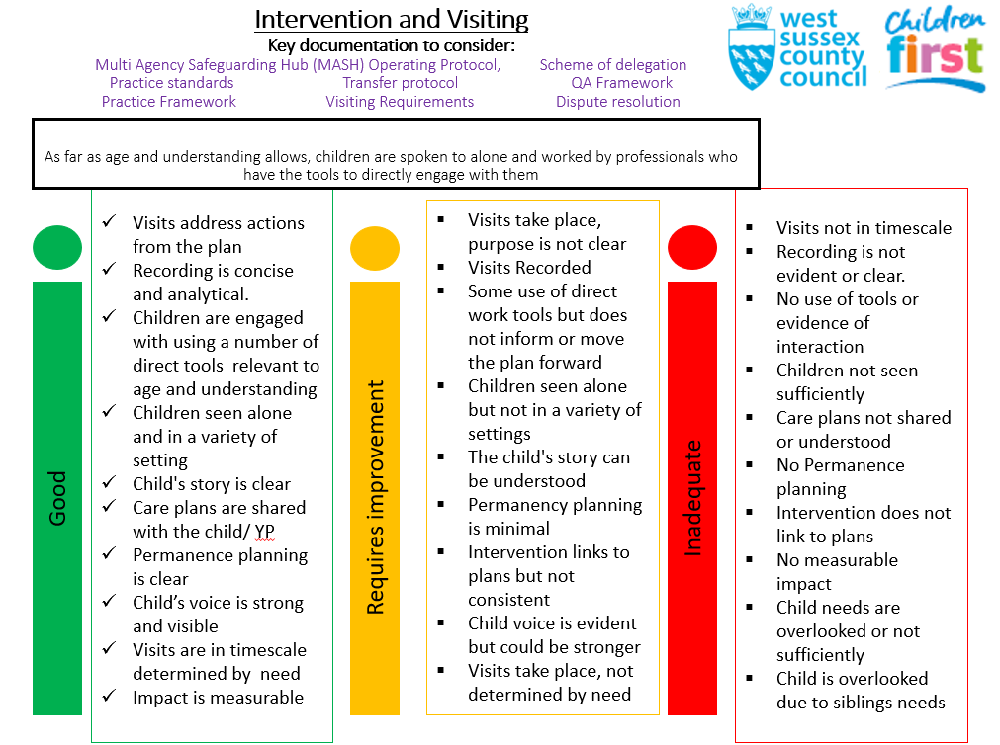 Intervention and Visiting
Key documentation to consider:
Multi Agency Safeguarding Hub (MASH) Operating Protocol,
Scheme of delegation
Practice standards
Transfer protocol
QA Framework
Practice Framework
Visiting Requirements
Dispute resolution
west
sussex
county
council
Children
first
As far as age and understanding allows, children are spoken to alone and worked by professionals who
have the tools to directly engage with them
Good
✓ Visits address actions
from the plan
✓ Recording is concise
and analytical.
✓ Children are engaged
with using a number of
direct tools relevant to
age and understanding
✓ Children seen alone
and in a variety of
setting
✓ Child's story is clear
✓ Care plans are shared
with the child/ YP
✓ Permanence planning
is clear
✓ Child’s voice is strong
and visible
✓ Visits are in timescale
determined by need
✓ Impact is measurable
Requires improvement
▪ Visits take place,
purpose is not clear
▪ Visits Recorded
▪ Some use of direct
work tools but does
not inform or move
the plan forward
▪ Children seen alone
but not in a variety of
settings
▪ The child's story can
be understood
▪ Permanency planning
is minimal
▪ Intervention links to
plans but not
consistent
▪ Child voice is evident
but could be stronger
▪ Visits take place, not
determined by need
Inadequate
▪ Visits not in timescale
▪ Recording is not
evident or clear.
▪ No use of tools or
evidence of
interaction
▪ Children not seen
sufficiently
▪ Care plans not shared
or understood
▪ No Permanence
planning
▪ Intervention does not
link to plans
▪ No measurable
impact
▪ Child needs are
overlooked or not
sufficiently
▪ Child is overlooked
due to siblings needs